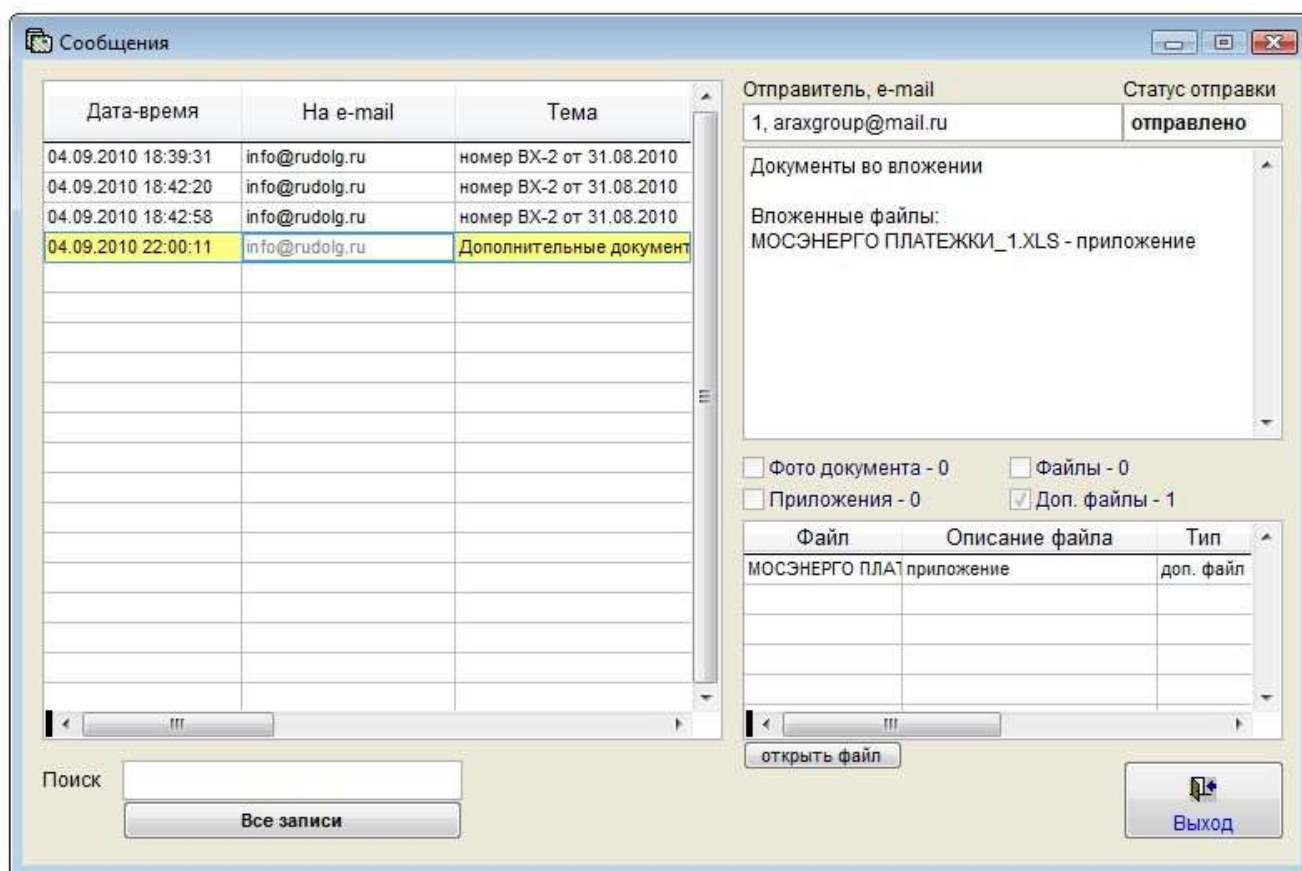 Сообщения
Дата-время На e-mail Тема
04.09.2010 18:39:31 info@rudolg.ru номер ВХ-2 от 31.08.2010
04.09.2010 18:42:20 info@rudolg.ru номер ВХ-2 от 31.08.2010
04.09.2010 18:42:58 info@rudolg.ru номер ВХ-2 от 31.08.2010
04.09.2010 22:00:11 info@rudolg.ru Дополнительные документ
Поиск
Все записи
Отправитель, e-mail Статус отправки
1, araxgroup@mail.ru отправлено
Документы во вложении
Вложенные файлы:
МОСЭНЕРГО ПЛАТЕЖКИ_1.XLS - приложение
Фото документа - 0 Файлы - 0
Приложения - 0 Доп. файлы - 1
Файл Описание файла Тип
МОСЭНЕРГО ПЛАТ приложение доп. файл
открыть файл
Выход